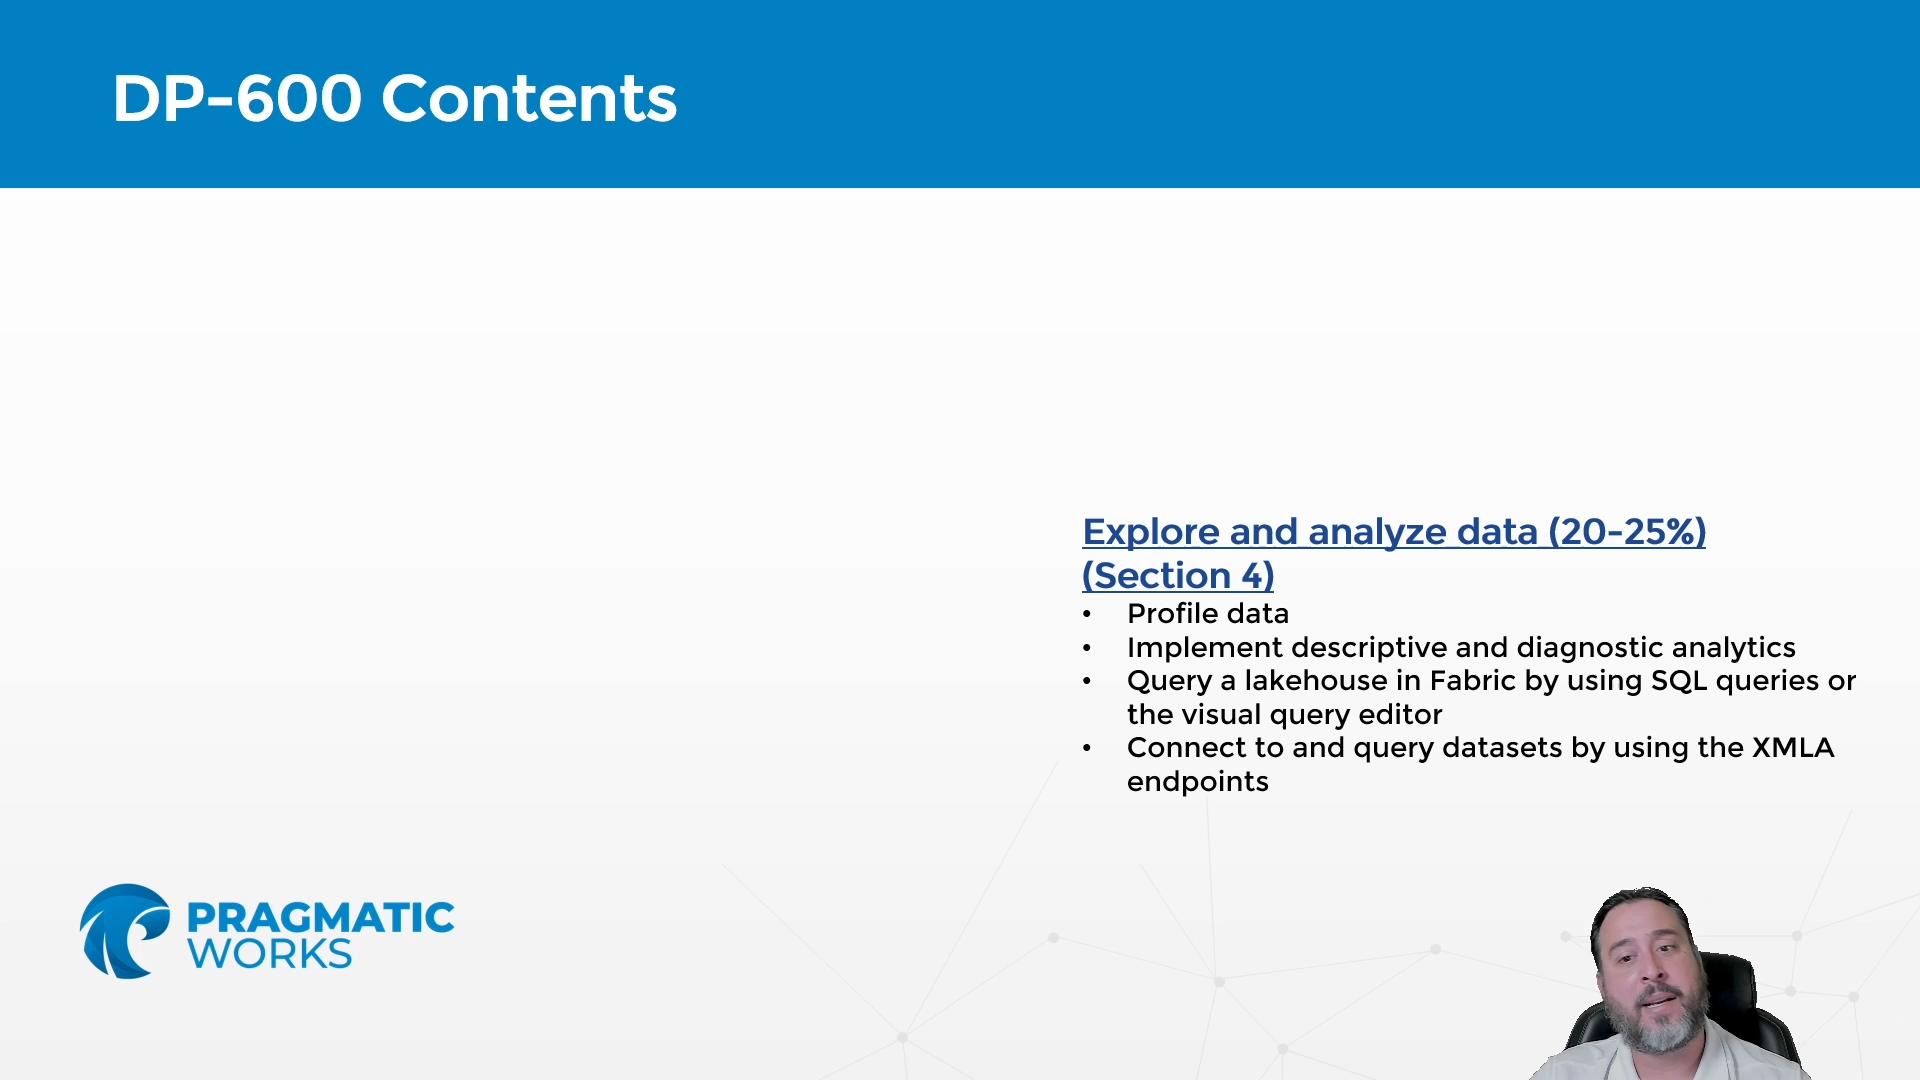 DP-600 Contents
Explore and analyze data (20-25%)
(Section 4)
• Profile data
• Implement descriptive and diagnostic analytics
• Query a lakehouse in Fabric by using SQL queries or
the visual query editor
• Connect to and query datasets by using the XMLA
endpoints
PRAGMATIC
WORKS